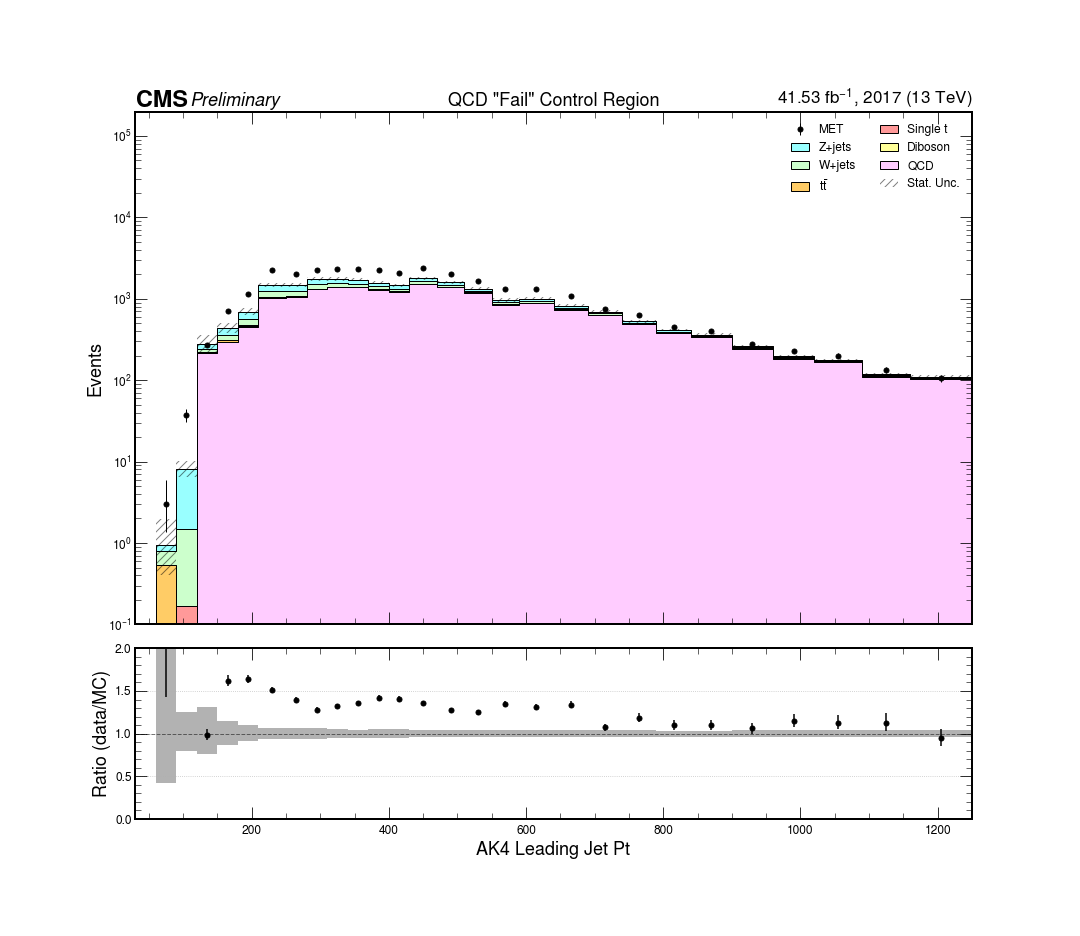 CMS Preliminary QCD "Fail" Control Region 41.53 fb⁻¹, 2017 (13 TeV)
10⁵
10⁴
10³
10²
10¹
10⁰
10⁻¹
Events
MET
Z+jets
W+jets
tt̄
Single t
Diboson
QCD
Stat. Unc.
2.0
1.5
1.0
0.5
0.0
Ratio (data/MC)
200 400 600 800 1000 1200
AK4 Leading Jet Pt